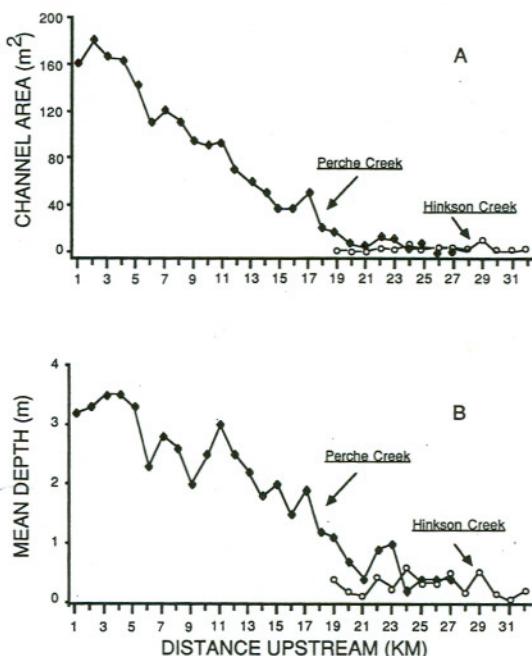 200
160
120
80
40
0
CHANNEL AREA (m²)
A
Perche Creek
Hinkson Creek
1 3 5 7 9 11 13 15 17 19 21 23 25 27 29 31
4
3
2
1
0
MEAN DEPTH (m)
B
Perche Creek
Hinkson Creek
1 3 5 7 9 11 13 15 17 19 21 23 25 27 29 31
DISTANCE UPSTREAM (KM)